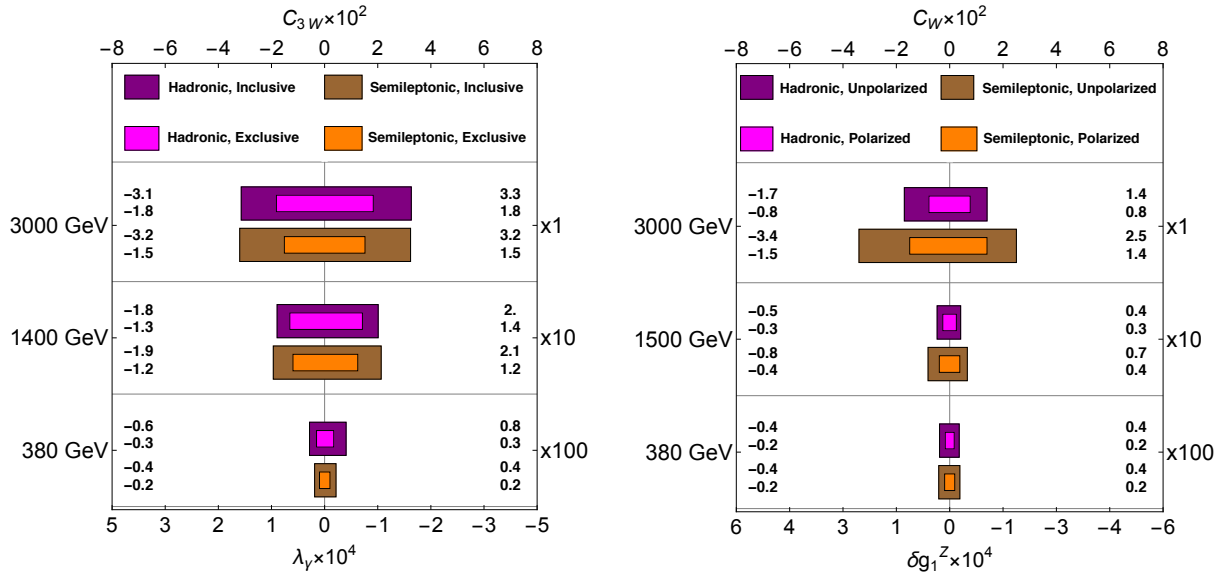 C3 W×10²
−8 −6 −4 −2 0 2 4 6 8
Hadronic, Inclusive Semileptonic, Inclusive
Hadronic, Exclusive Semileptonic, Exclusive
−3.1 3.3
−1.8 1.8
3000 GeV x1
−3.2 3.2
−1.5 1.5
−1.8 2.
−1.3 1.4
1400 GeV x10
−1.9 2.1
−1.2 1.2
−0.6 0.8
−0.3 0.3
380 GeV x100
−0.4 0.4
−0.2 0.2
5 4 3 2 1 0 −1 −2 −3 −4 −5
λγ×10⁴
CW×10²
−8 −6 −4 −2 0 2 4 6 8
Hadronic, Unpolarized Semileptonic, Unpolarized
Hadronic, Polarized Semileptonic, Polarized
−1.7 1.4
−0.8 0.8
3000 GeV x1
−3.4 2.5
−1.5 1.4
−0.5 0.4
−0.3 0.3
1500 GeV x10
−0.8 0.7
−0.4 0.4
−0.4 0.4
−0.2 0.2
380 GeV x100
−0.4 0.4
−0.2 0.2
6 4 3 2 1 0 −1 −2 −3 −4 −6
δg₁ᶻ×10⁴